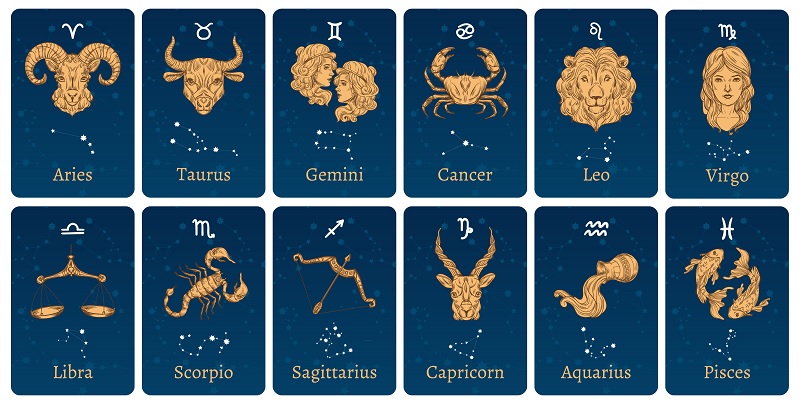 ♈ ♉ ♊ ♋ ♌ ♍
Aries Taurus Gemini Cancer Leo Virgo
♎ ♏ ♐ ♑ ♒ ♓
Libra Scorpio Sagittarius Capricorn Aquarius Pisces